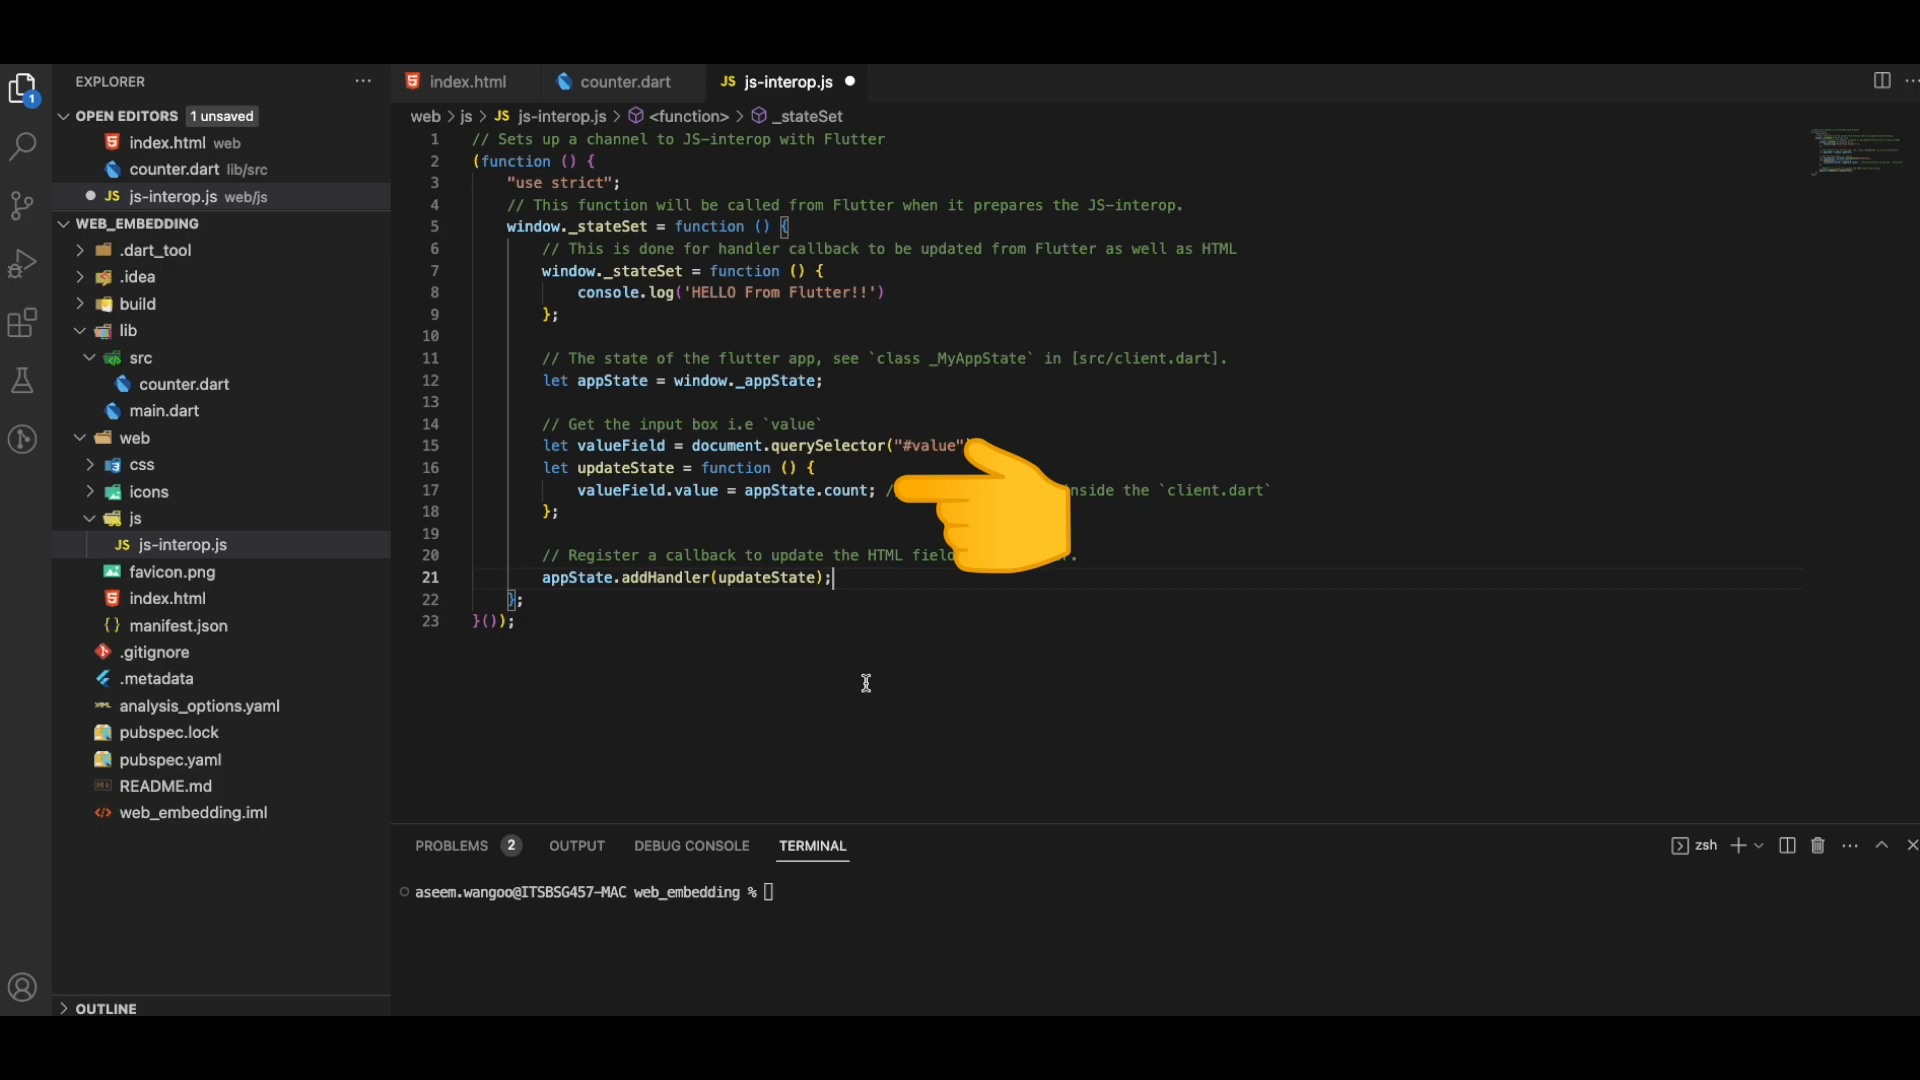 EXPLORER
OPEN EDITORS 1 unsaved
index.html web
counter.dart lib/src
JS js-interop.js web/js
WEB_EMBEDDING
.dart_tool
.idea
build
lib
src
counter.dart
main.dart
web
css
icons
js
JS js-interop.js
favicon.png
index.html
{} manifest.json
.gitignore
.metadata
analysis_options.yaml
pubspec.lock
pubspec.yaml
README.md
web_embedding.iml
OUTLINE
1
index.html
counter.dart
JS js-interop.js
web > js > JS js-interop.js > <function> > _stateSet
1 // Sets up a channel to JS-interop with Flutter
2 (function () {
3 "use strict";
4 // This function will be called from Flutter when it prepares the JS-interop.
5 window._stateSet = function () {
6 // This is done for handler callback to be updated from Flutter as well as HTML
7 window._stateSet = function () {
8 console.log('HELLO From Flutter!!')
9 };
10
11 // The state of the flutter app, see `class _MyAppState` in [src/client.dart].
12 let appState = window._appState;
13
14 // Get the input box i.e `value`
15 let valueField = document.querySelector("#value"
16 let updateState = function () {
17 valueField.value = appState.count; / the `client.dart`
18 };
19
20 // Register a callback to update the HTML
21 appState.addHandler(updateState);
22 };
23 }());
PROBLEMS 2 OUTPUT DEBUG CONSOLE TERMINAL
zsh
aseem.wangoo@ITSBSG457-MAC web_embedding %